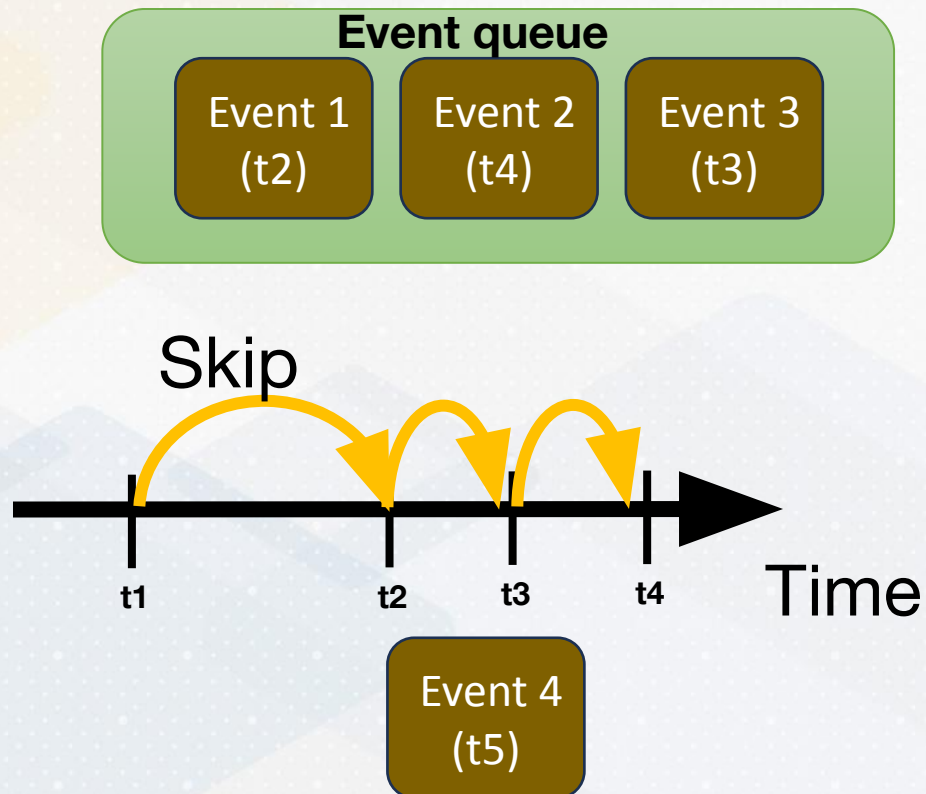 Event queue
Event 1
(t2)
Event 2
(t4)
Event 3
(t3)
Skip
t1
t2
t3
t4
Time
Event 4
(t5)